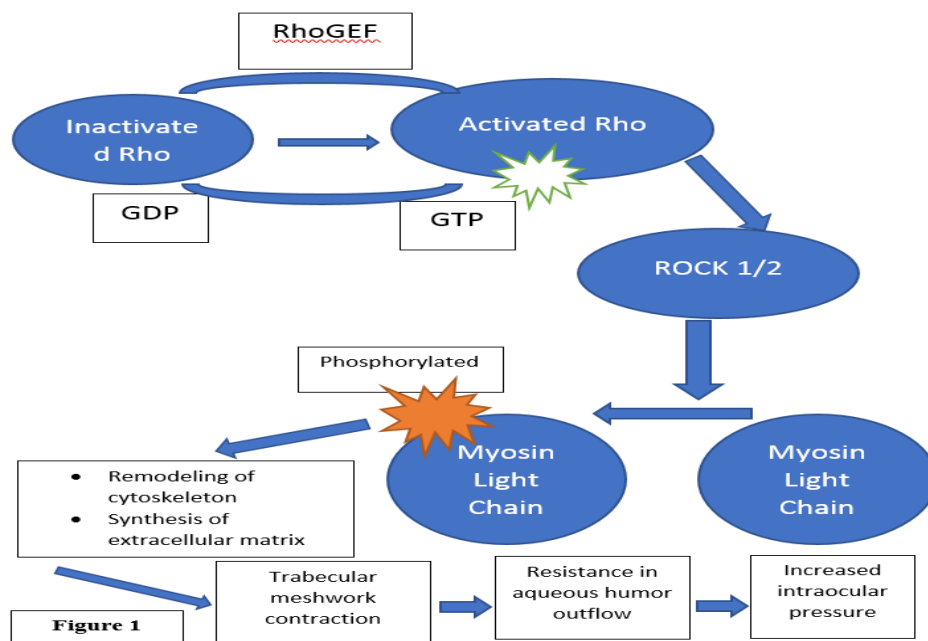 RhoGEF
Inactivate
d Rho
Activated Rho
GDP
GTP
ROCK 1/2
Phosphorylated
Myosin
Light
Chain
Myosin
Light
Chain
• Remodeling of
cytoskeleton
• Synthesis of
extracellular matrix
Trabecular
meshwork
contraction
Resistance in
aqueous humor
outflow
Increased
intraocular
pressure
Figure 1